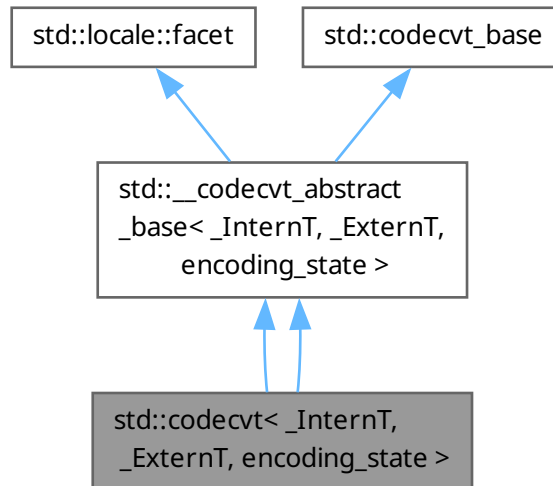 std::locale::facet
std::codecvt_base
std::__codecvt_abstract
_base< _InternT, _ExternT,
encoding_state >
std::codecvt< _InternT,
_ExternT, encoding_state >